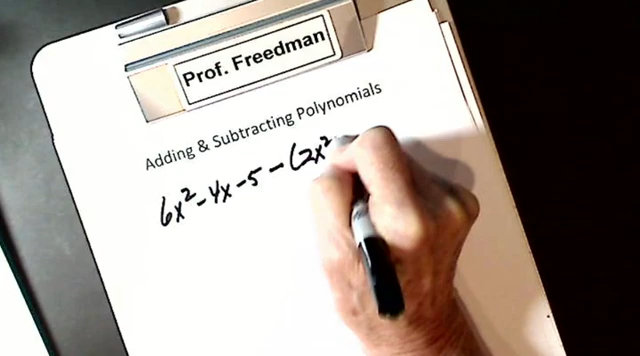 Prof. Freedman
Adding & Subtracting Polynomials
6x² - 4x - 5 - (2x²